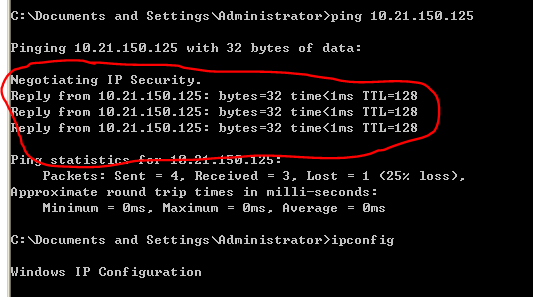 C:\Documents and Settings\Administrator>ping 10.21.150.125
Pinging 10.21.150.125 with 32 bytes of data:
Negotiating IP Security.
Reply from 10.21.150.125: bytes=32 time<1ms TTL=128
Reply from 10.21.150.125: bytes=32 time<1ms TTL=128
Reply from 10.21.150.125: bytes=32 time<1ms TTL=128
Ping statistics for 10.21.150.125:
Packets: Sent = 4, Received = 3, Lost = 1 (25% loss),
Approximate round trip times in milli-seconds:
Minimum = 0ms, Maximum = 0ms, Average = 0ms
C:\Documents and Settings\Administrator>ipconfig
Windows IP Configuration